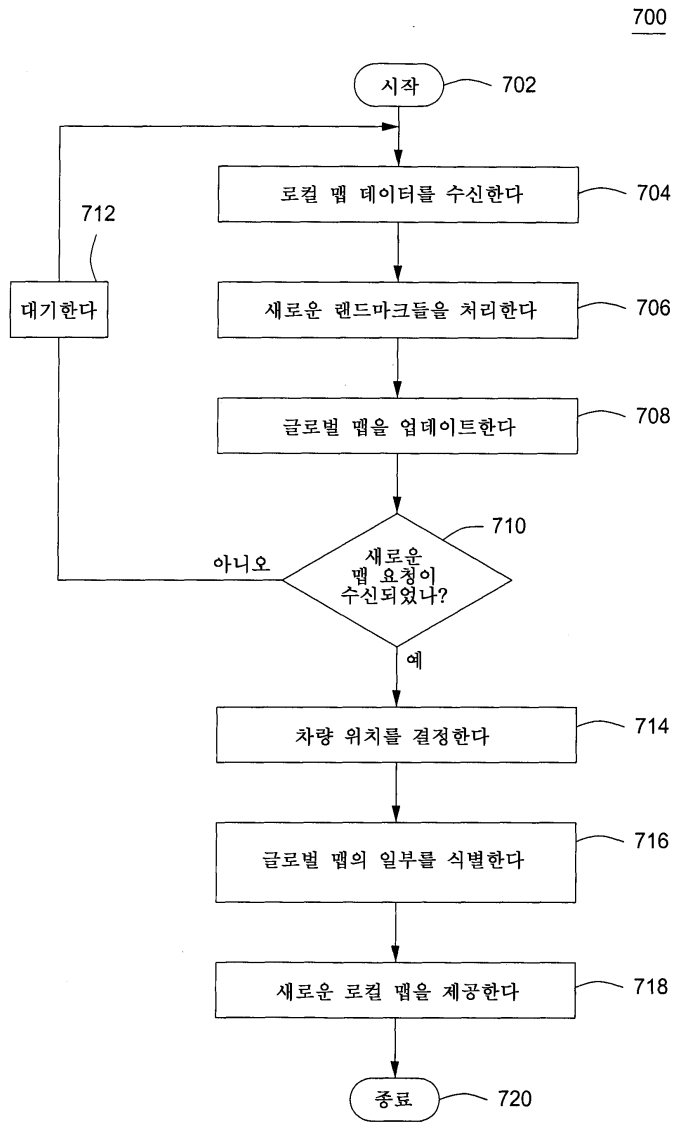 700
시작
702
로컬 맵 데이터를 수신한다
704
712
대기한다
새로운 랜드마크들을 처리한다
706
글로벌 맵을 업데이트한다
708
710
새로운
맵 요청이
수신되었나?
아니오
예
차량 위치를 결정한다
714
글로벌 맵의 일부를 식별한다
716
새로운 로컬 맵을 제공한다
718
종료
720